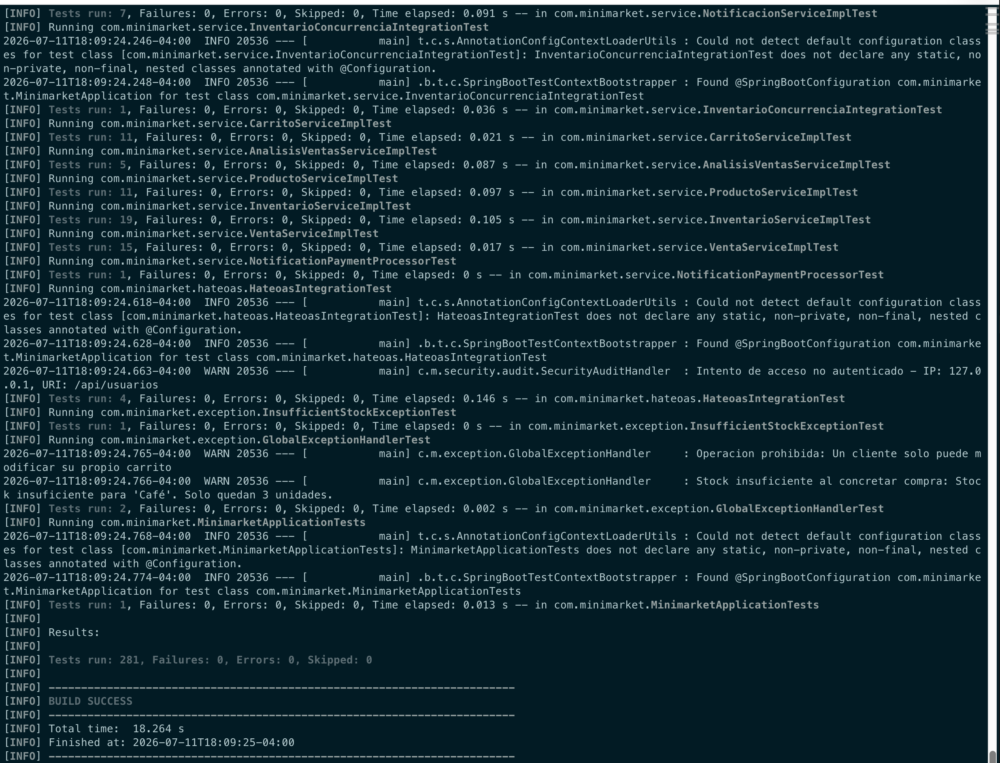 [INFO] Tests run: 7, Failures: 0, Errors: 0, Skipped: 0, Time elapsed: 0.091 s -- in com.minimarket.service.NotificacionServiceImplTest
[INFO] Running com.minimarket.service.InventarioConcurrenciaIntegrationTest
2026-07-11T18:09:24.246-04:00  INFO 20536 --- [           main] t.c.s.AnnotationConfigContextLoaderUtils : Could not detect default configuration class
es for test class [com.minimarket.service.InventarioConcurrenciaIntegrationTest]: InventarioConcurrenciaIntegrationTest does not declare any static, no
n-private, non-final, nested classes annotated with @Configuration.
2026-07-11T18:09:24.248-04:00  INFO 20536 --- [           main] .b.t.c.SpringBootTestContextBootstrapper : Found @SpringBootConfiguration com.minimarke
t.MinimarketApplication for test class com.minimarket.service.InventarioConcurrenciaIntegrationTest
[INFO] Tests run: 1, Failures: 0, Errors: 0, Skipped: 0, Time elapsed: 0.036 s -- in com.minimarket.service.InventarioConcurrenciaIntegrationTest
[INFO] Running com.minimarket.service.CarritoServiceImplTest
[INFO] Tests run: 11, Failures: 0, Errors: 0, Skipped: 0, Time elapsed: 0.021 s -- in com.minimarket.service.CarritoServiceImplTest
[INFO] Running com.minimarket.service.AnalisisVentasServiceImplTest
[INFO] Tests run: 5, Failures: 0, Errors: 0, Skipped: 0, Time elapsed: 0.087 s -- in com.minimarket.service.AnalisisVentasServiceImplTest
[INFO] Running com.minimarket.service.ProductoServiceImplTest
[INFO] Tests run: 11, Failures: 0, Errors: 0, Skipped: 0, Time elapsed: 0.097 s -- in com.minimarket.service.ProductoServiceImplTest
[INFO] Running com.minimarket.service.InventarioServiceImplTest
[INFO] Tests run: 19, Failures: 0, Errors: 0, Skipped: 0, Time elapsed: 0.105 s -- in com.minimarket.service.InventarioServiceImplTest
[INFO] Running com.minimarket.service.VentaServiceImplTest
[INFO] Tests run: 15, Failures: 0, Errors: 0, Skipped: 0, Time elapsed: 0.017 s -- in com.minimarket.service.VentaServiceImplTest
[INFO] Running com.minimarket.service.NotificationPaymentProcessorTest
[INFO] Tests run: 1, Failures: 0, Errors: 0, Skipped: 0, Time elapsed: 0 s -- in com.minimarket.service.NotificationPaymentProcessorTest
[INFO] Running com.minimarket.hateoas.HateoasIntegrationTest
2026-07-11T18:09:24.618-04:00  INFO 20536 --- [           main] t.c.s.AnnotationConfigContextLoaderUtils : Could not detect default configuration class
es for test class [com.minimarket.hateoas.HateoasIntegrationTest]: HateoasIntegrationTest does not declare any static, non-private, non-final, nested c
lasses annotated with @Configuration.
2026-07-11T18:09:24.628-04:00  INFO 20536 --- [           main] .b.t.c.SpringBootTestContextBootstrapper : Found @SpringBootConfiguration com.minimarke
t.MinimarketApplication for test class com.minimarket.hateoas.HateoasIntegrationTest
2026-07-11T18:09:24.663-04:00  WARN 20536 --- [           main] c.m.security.audit.SecurityAuditHandler  : Intento de acceso no autenticado - IP: 127.0
.0.1, URI: /api/usuarios
[INFO] Tests run: 4, Failures: 0, Errors: 0, Skipped: 0, Time elapsed: 0.146 s -- in com.minimarket.hateoas.HateoasIntegrationTest
[INFO] Running com.minimarket.exception.InsufficientStockExceptionTest
[INFO] Tests run: 1, Failures: 0, Errors: 0, Skipped: 0, Time elapsed: 0 s -- in com.minimarket.exception.InsufficientStockExceptionTest
[INFO] Running com.minimarket.exception.GlobalExceptionHandlerTest
2026-07-11T18:09:24.765-04:00  WARN 20536 --- [           main] c.m.exception.GlobalExceptionHandler     : Operacion prohibida: Un cliente solo puede m
odificar su propio carrito
2026-07-11T18:09:24.766-04:00  WARN 20536 --- [           main] c.m.exception.GlobalExceptionHandler     : Stock insuficiente al concretar compra: Stoc
k insuficiente para 'Café'. Solo quedan 3 unidades.
[INFO] Tests run: 2, Failures: 0, Errors: 0, Skipped: 0, Time elapsed: 0.002 s -- in com.minimarket.exception.GlobalExceptionHandlerTest
[INFO] Running com.minimarket.MinimarketApplicationTests
2026-07-11T18:09:24.768-04:00  INFO 20536 --- [           main] t.c.s.AnnotationConfigContextLoaderUtils : Could not detect default configuration class
es for test class [com.minimarket.MinimarketApplicationTests]: MinimarketApplicationTests does not declare any static, non-private, non-final, nested c
lasses annotated with @Configuration.
2026-07-11T18:09:24.774-04:00  INFO 20536 --- [           main] .b.t.c.SpringBootTestContextBootstrapper : Found @SpringBootConfiguration com.minimarke
t.MinimarketApplication for test class com.minimarket.MinimarketApplicationTests
[INFO] Tests run: 1, Failures: 0, Errors: 0, Skipped: 0, Time elapsed: 0.013 s -- in com.minimarket.MinimarketApplicationTests
[INFO]
[INFO] Results:
[INFO]
[INFO] Tests run: 281, Failures: 0, Errors: 0, Skipped: 0
[INFO]
[INFO] ------------------------------------------------------------------------
[INFO] BUILD SUCCESS
[INFO] ------------------------------------------------------------------------
[INFO] Total time:  18.264 s
[INFO] Finished at: 2026-07-11T18:09:25-04:00
[INFO] ------------------------------------------------------------------------